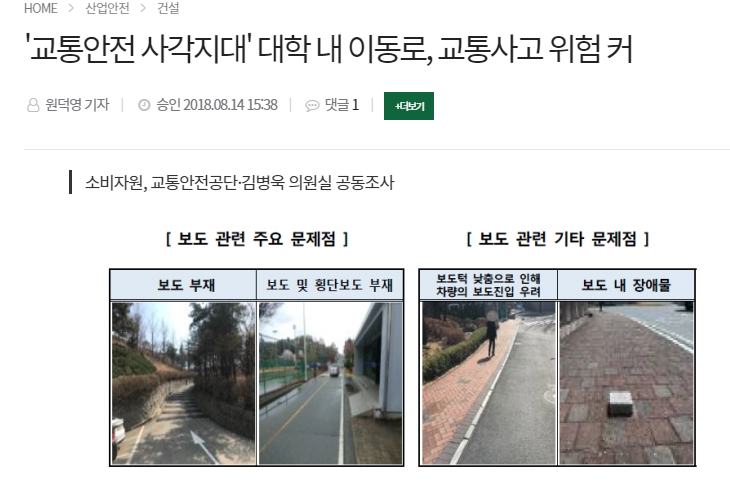 HOME > 산업안전 > 건설
'교통안전 사각지대' 대학 내 이동로, 교통사고 위험 커
원덕영 기자 | 승인 2018.08.14 15:38 | 댓글 1 | +더보기
소비자원, 교통안전공단·김병욱 의원실 공동조사
[ 보도 관련 주요 문제점 ]
보도 부재
보도 및 횡단보도 부재
[ 보도 관련 기타 문제점 ]
보도턱 낮춤으로 인해
차량의 보도진입 우려
보도 내 장애물